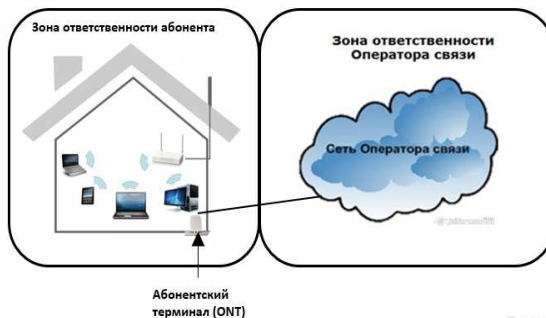 Зона ответственности абонента
Зона ответственности
Оператора связи
Сеть Оператора связи
Абонентский
терминал (ONT)